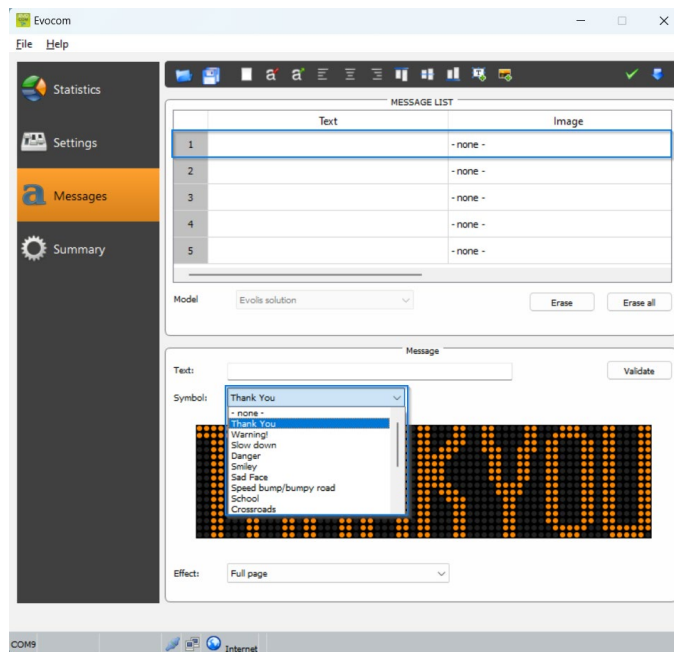 Evocom
File Help
Statistics
Settings
Messages
Summary
MESSAGE LIST
Text Image
1 - none -
2 - none -
3 - none -
4 - none -
5 - none -
Model Evolis solution Erase Erase all
Message
Text: Validate
Symbol: Thank You
- none -
Thank You
Warning!
Slow down
Danger
Smiley
Sad Face
Speed bump/bumpy road
School
Crossroads
KYOU
Effect: Full page
COM9 Internet